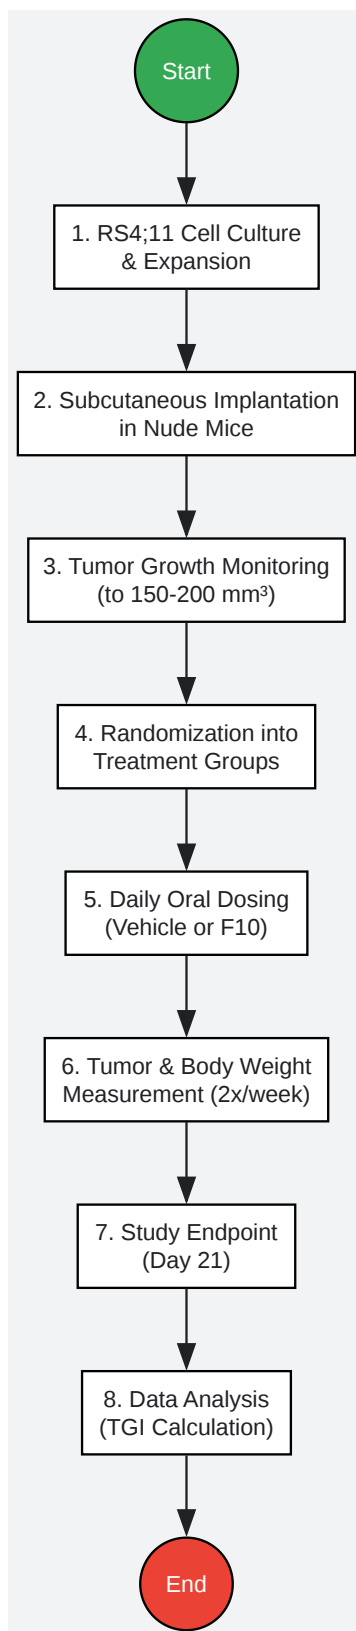 Start
1. RS4;11 Cell Culture
& Expansion
2. Subcutaneous Implantation
in Nude Mice
3. Tumor Growth Monitoring
(to 150-200 mm³)
4. Randomization into
Treatment Groups
5. Daily Oral Dosing
(Vehicle or F10)
6. Tumor & Body Weight
Measurement (2x/week)
7. Study Endpoint
(Day 21)
8. Data Analysis
(TGI Calculation)
End